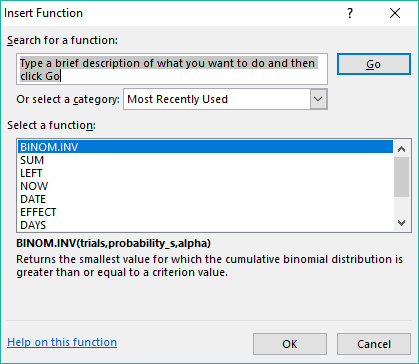 Insert Function
Search for a function:
Type a brief description of what you want to do and then
click Go
Go
Or select a category: Most Recently Used
Select a function:
BINOM.INV
SUM
LEFT
NOW
DATE
EFFECT
DAYS
BINOM.INV(trials,probability_s,alpha)
Returns the smallest value for which the cumulative binomial distribution is
greater than or equal to a criterion value.
Help on this function
OK
Cancel